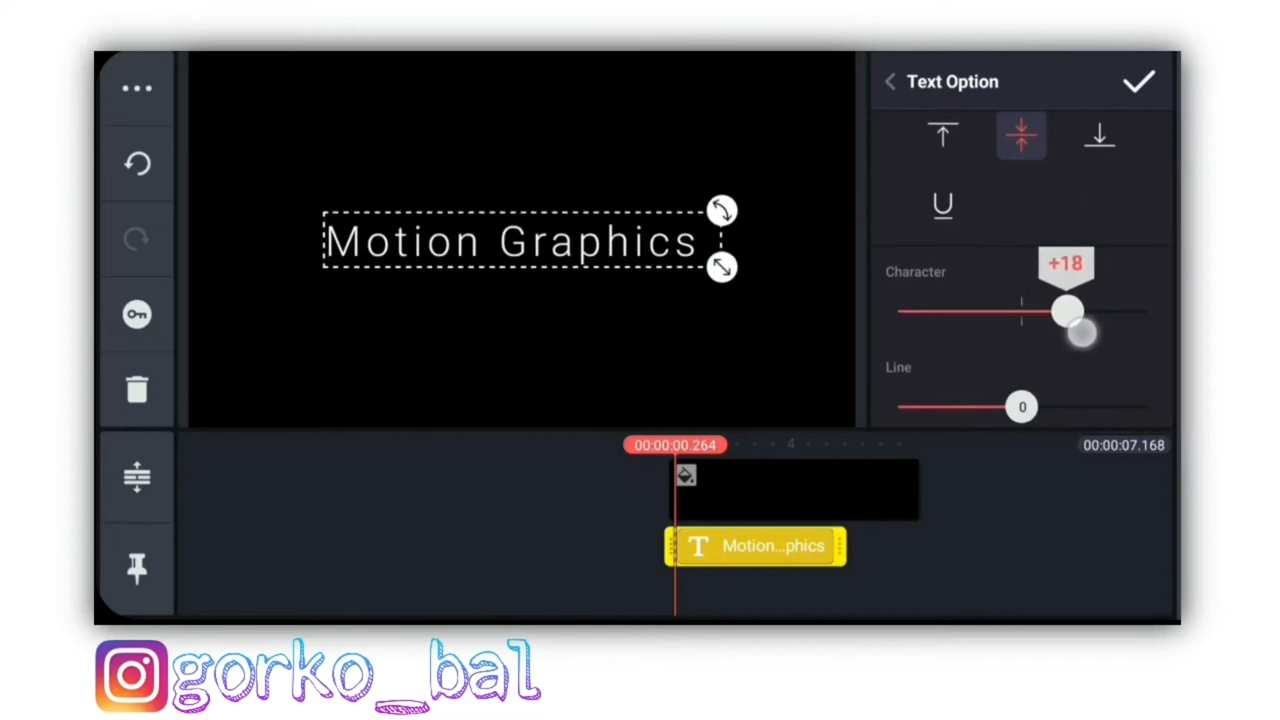 Text Option
Motion Graphics
U
Character
+18
Line
0
00:00:00.264
4
00:00:07.168
T Motion...phics
gorko_bal